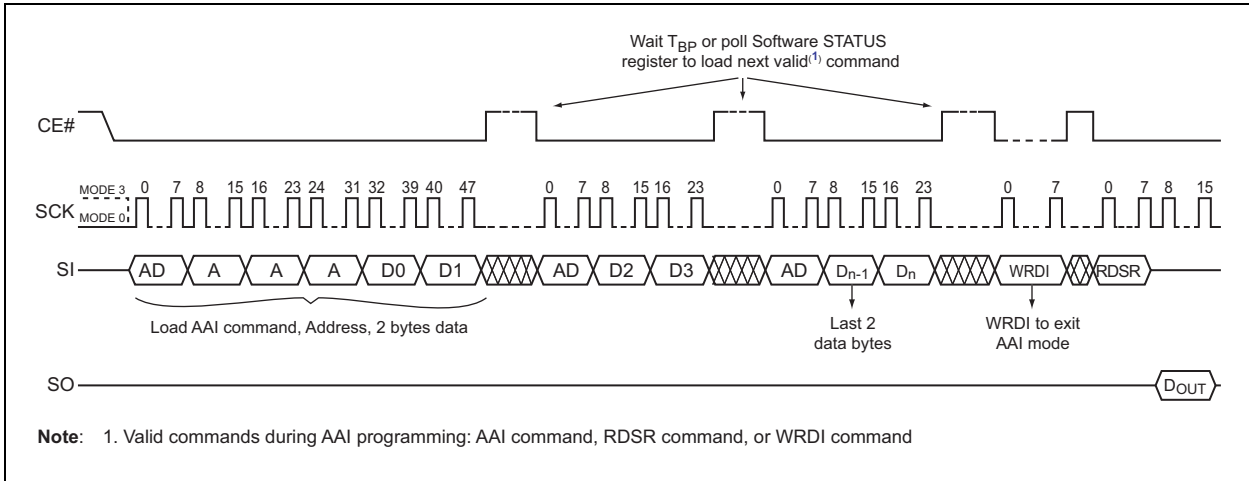 Wait TBP or poll Software STATUS
register to load next valid(1) command
CE#
MODE 3 0 7 8 15 16 23 24 31 32 39 40 47 0 7 8 15 16 23 0 7 8 15 16 23 0 7 0 7 8 15
SCK MODE 0
SI AD A A A D0 D1 AD D2 D3 AD Dn-1 Dn WRDI RDSR
Load AAI command, Address, 2 bytes data
Last 2
data bytes
WRDI to exit
AAI mode
SO DOUT
Note: 1. Valid commands during AAI programming: AAI command, RDSR command, or WRDI command